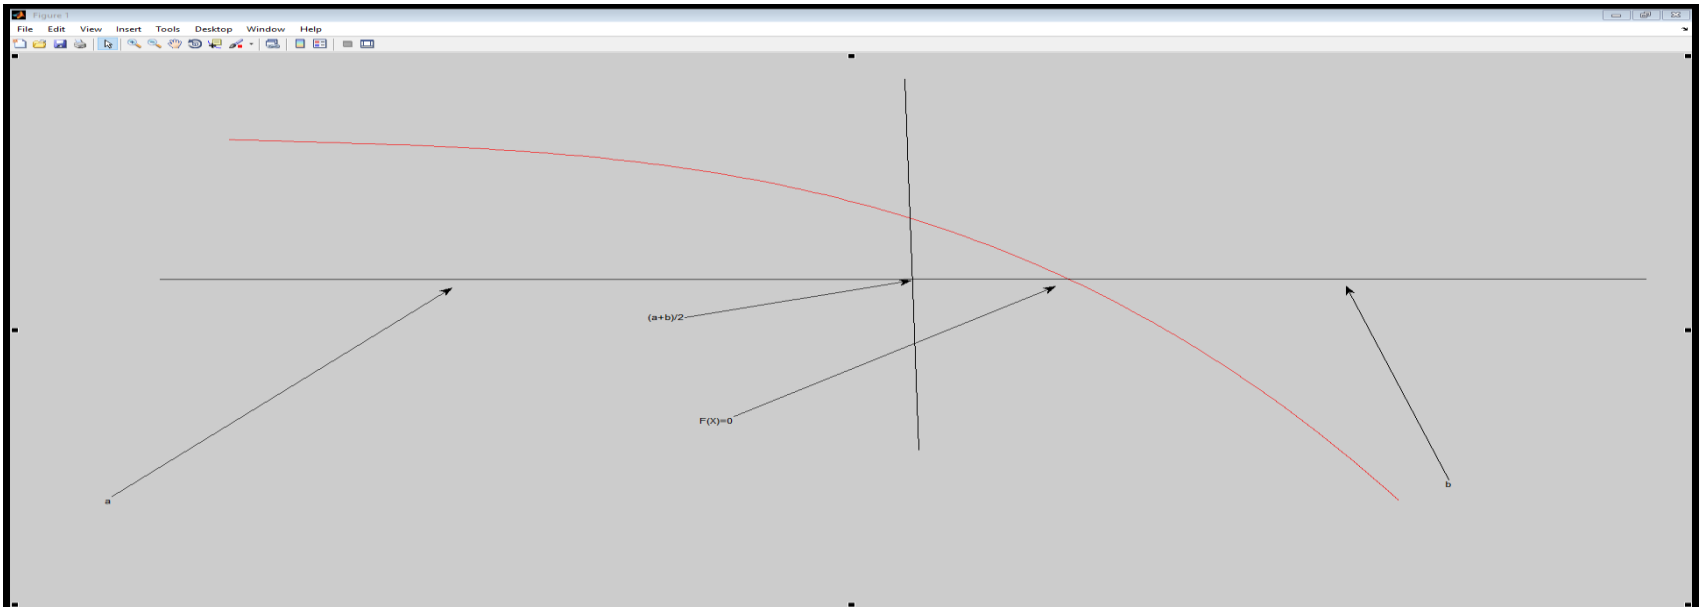 Figure 1
File Edit View Insert Tools Desktop Window Help
(a+b)/2
F(X)=0
a
b